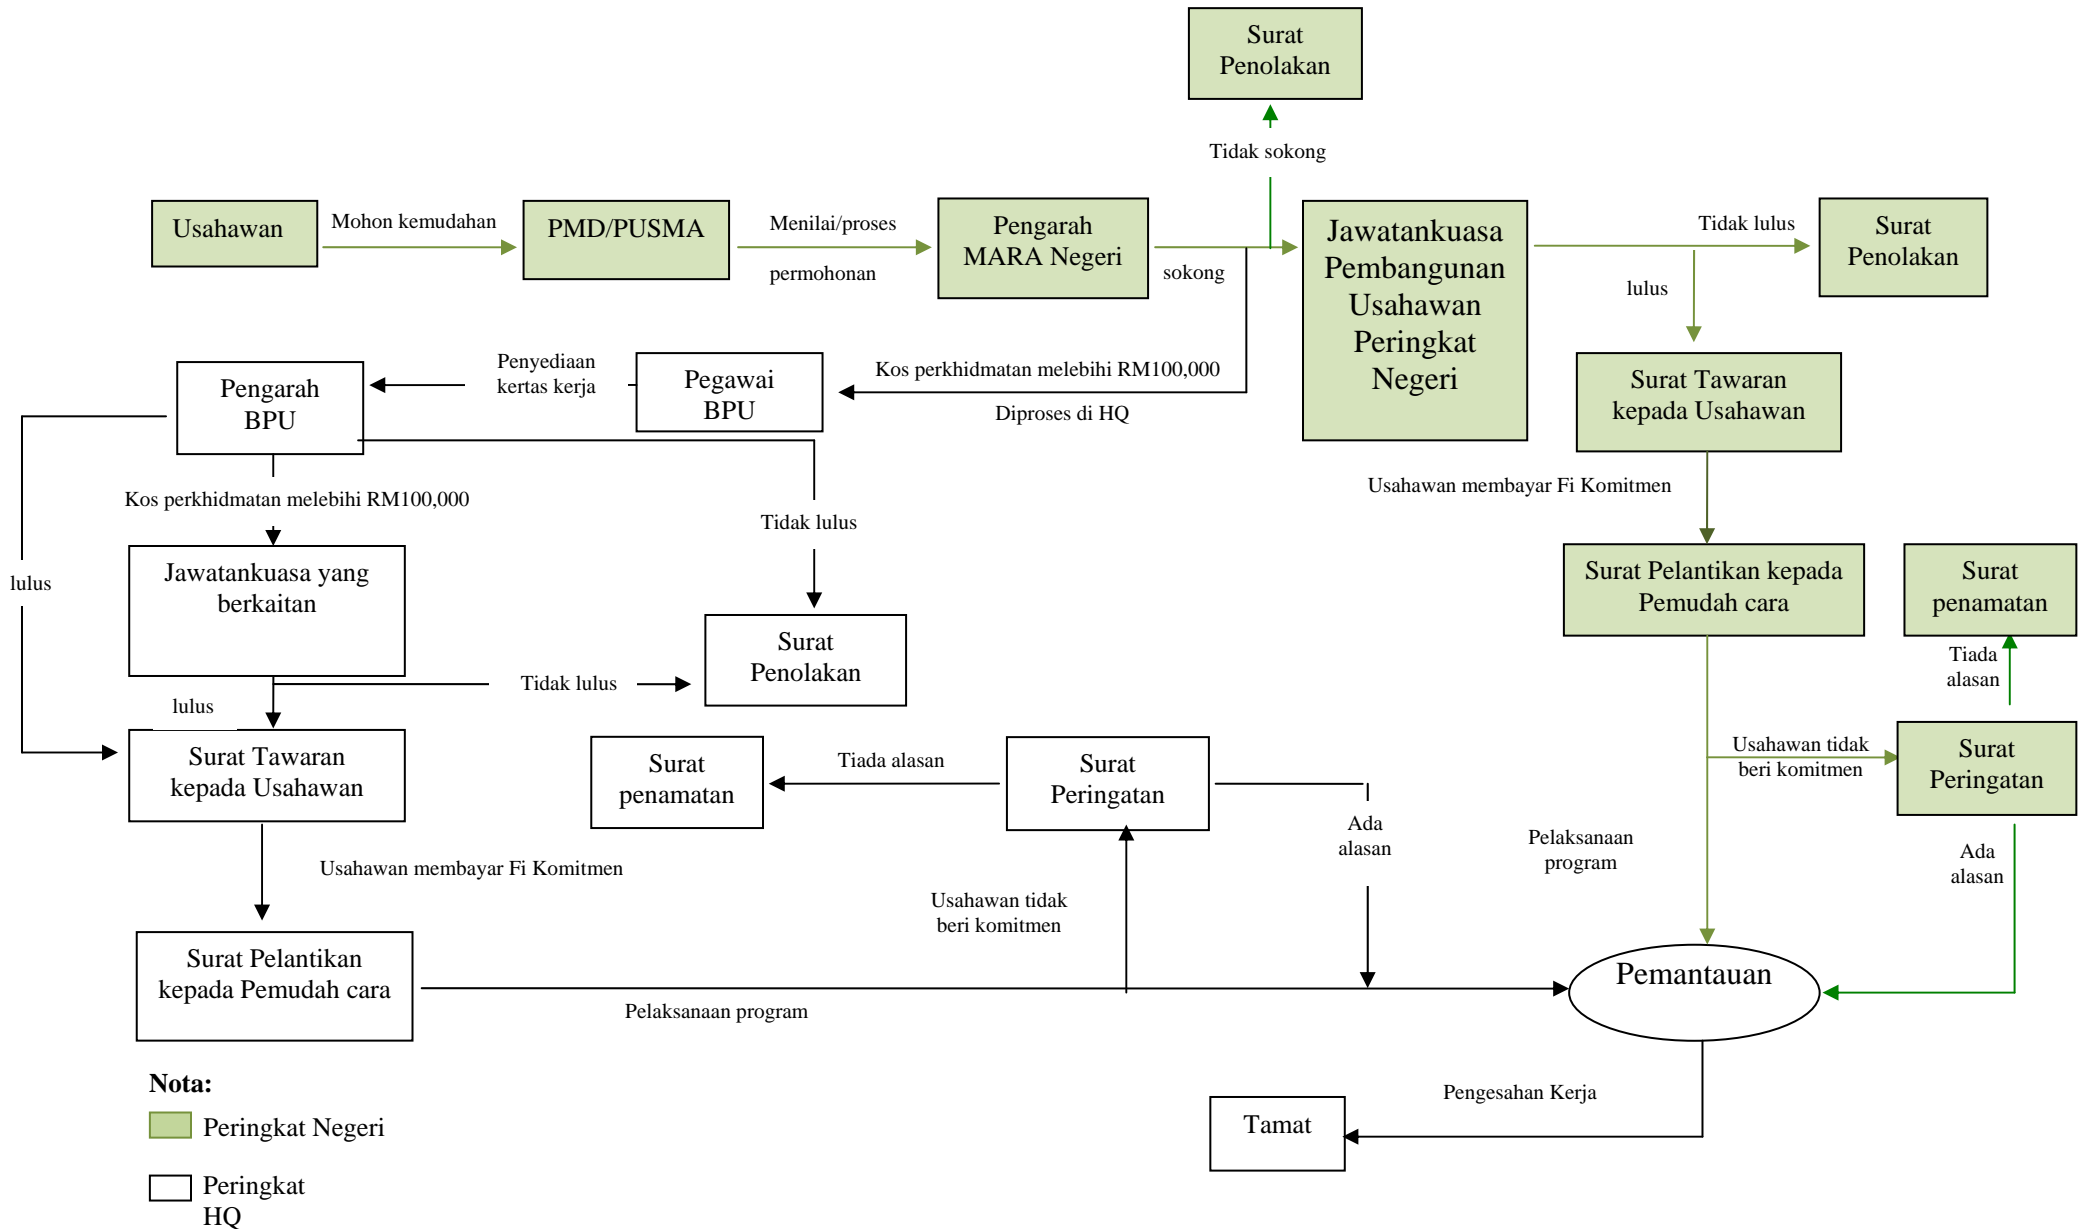 Surat
Penolakan
Tidak sokong
Usahawan
Mohon kemudahan
PMD/PUSMA
Menilai/proses
permohonan
Pengarah
MARA Negeri
sokong
Jawatankuasa
Pembangunan
Usahawan
Peringkat
Negeri
Tidak lulus
Surat
Penolakan
lulus
Pengarah
BPU
Penyediaan
kertas kerja
Pegawai
BPU
Kos perkhidmatan melebihi RM100,000
Diproses di HQ
Surat Tawaran
kepada Usahawan
Kos perkhidmatan melebihi RM100,000
Tidak lulus
Usahawan membayar Fi Komitmen
lulus
Jawatankuasa yang
berkaitan
Surat
Penolakan
Surat Pelantikan kepada
Pemudah cara
Surat
penamatan
Tiada
alasan
Tidak lulus
lulus
Surat Tawaran
kepada Usahawan
Surat
penamatan
Tiada alasan
Surat
Peringatan
Ada
alasan
Usahawan tidak
beri komitmen
Surat
Peringatan
Usahawan membayar Fi Komitmen
Usahawan tidak
beri komitmen
Pelaksanaan
program
Ada
alasan
Surat Pelantikan
kepada Pemudah cara
Pelaksanaan program
Pemantauan
Nota:
Peringkat Negeri
Peringkat
HQ
Pengesahan Kerja
Tamat